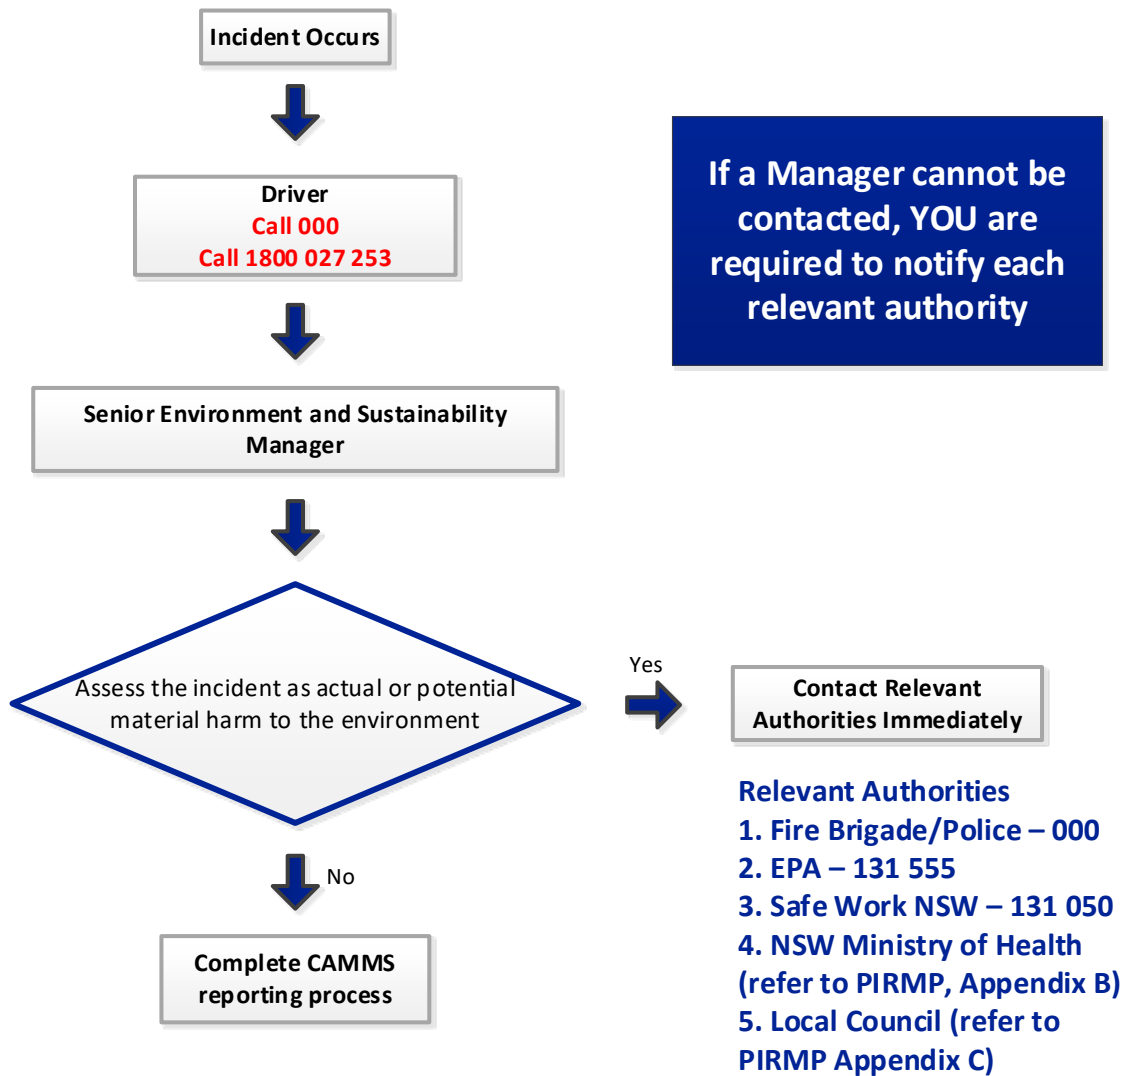 Incident Occurs
Driver
Call 000
Call 1800 027 253
If a Manager cannot be
contacted, YOU are
required to notify each
relevant authority
Senior Environment and Sustainability
Manager
Assess the incident as actual or potential
material harm to the environment
Yes
Contact Relevant
Authorities Immediately
No
Complete CAMMS
reporting process
Relevant Authorities
1. Fire Brigade/Police – 000
2. EPA – 131 555
3. Safe Work NSW – 131 050
4. NSW Ministry of Health
(refer to PIRMP, Appendix B)
5. Local Council (refer to
PIRMP Appendix C)